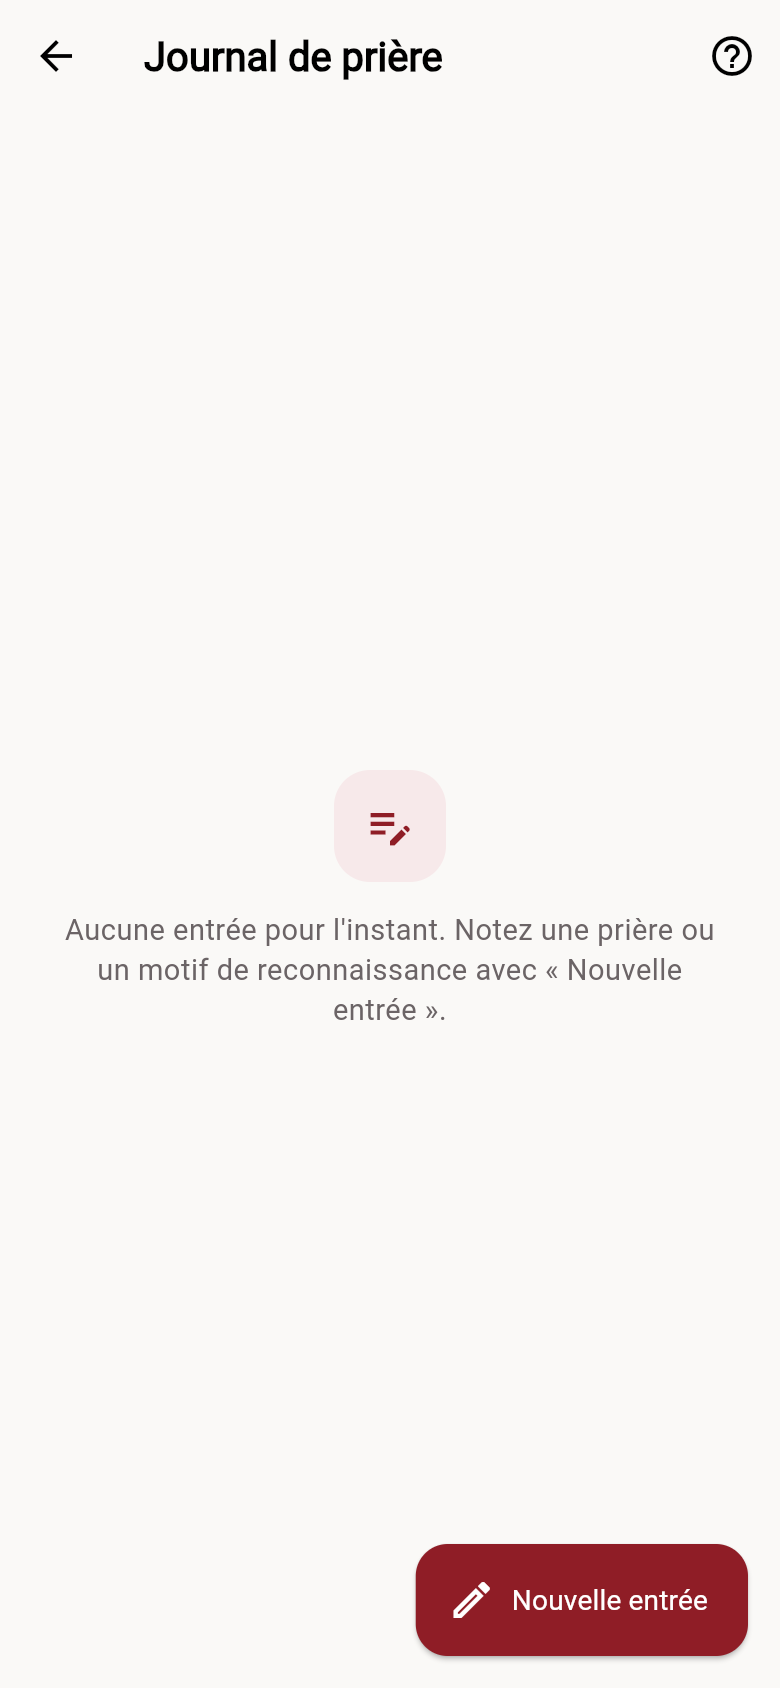 Journal de prière
Aucune entrée pour l'instant. Notez une prière ou
un motif de reconnaissance avec « Nouvelle
entrée ».
Nouvelle entrée